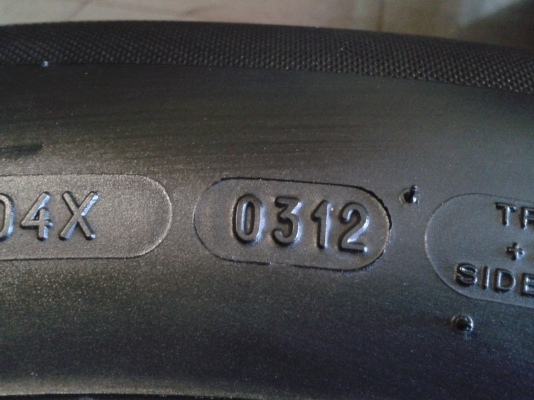 04X
0312
TR
+
SIDE